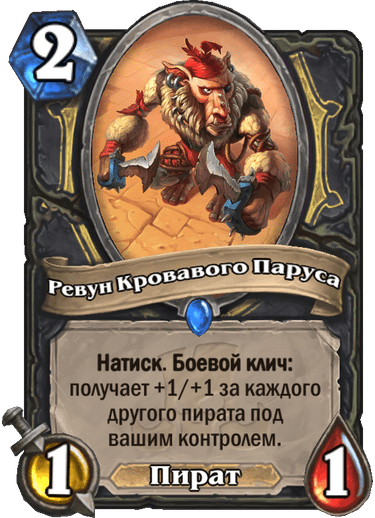 2
Ревун Кровавого Паруса
Натиск. Боевой клич:
получает +1/+1 за каждого
другого пирата под
вашим контролем.
1
Пират
1